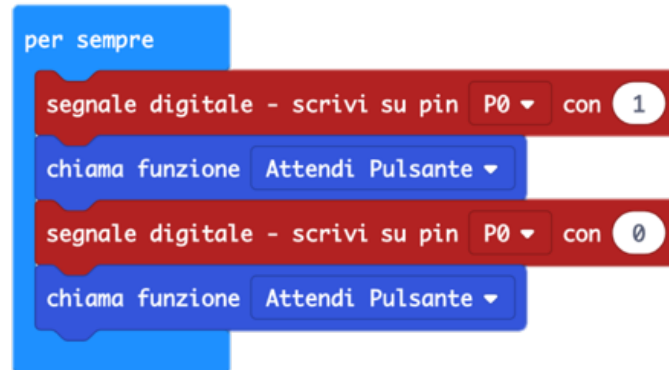 per sempre
segnale digitale - scrivi su pin P0 con 1
chiama funzione Attendi Pulsante
segnale digitale - scrivi su pin P0 con 0
chiama funzione Attendi Pulsante